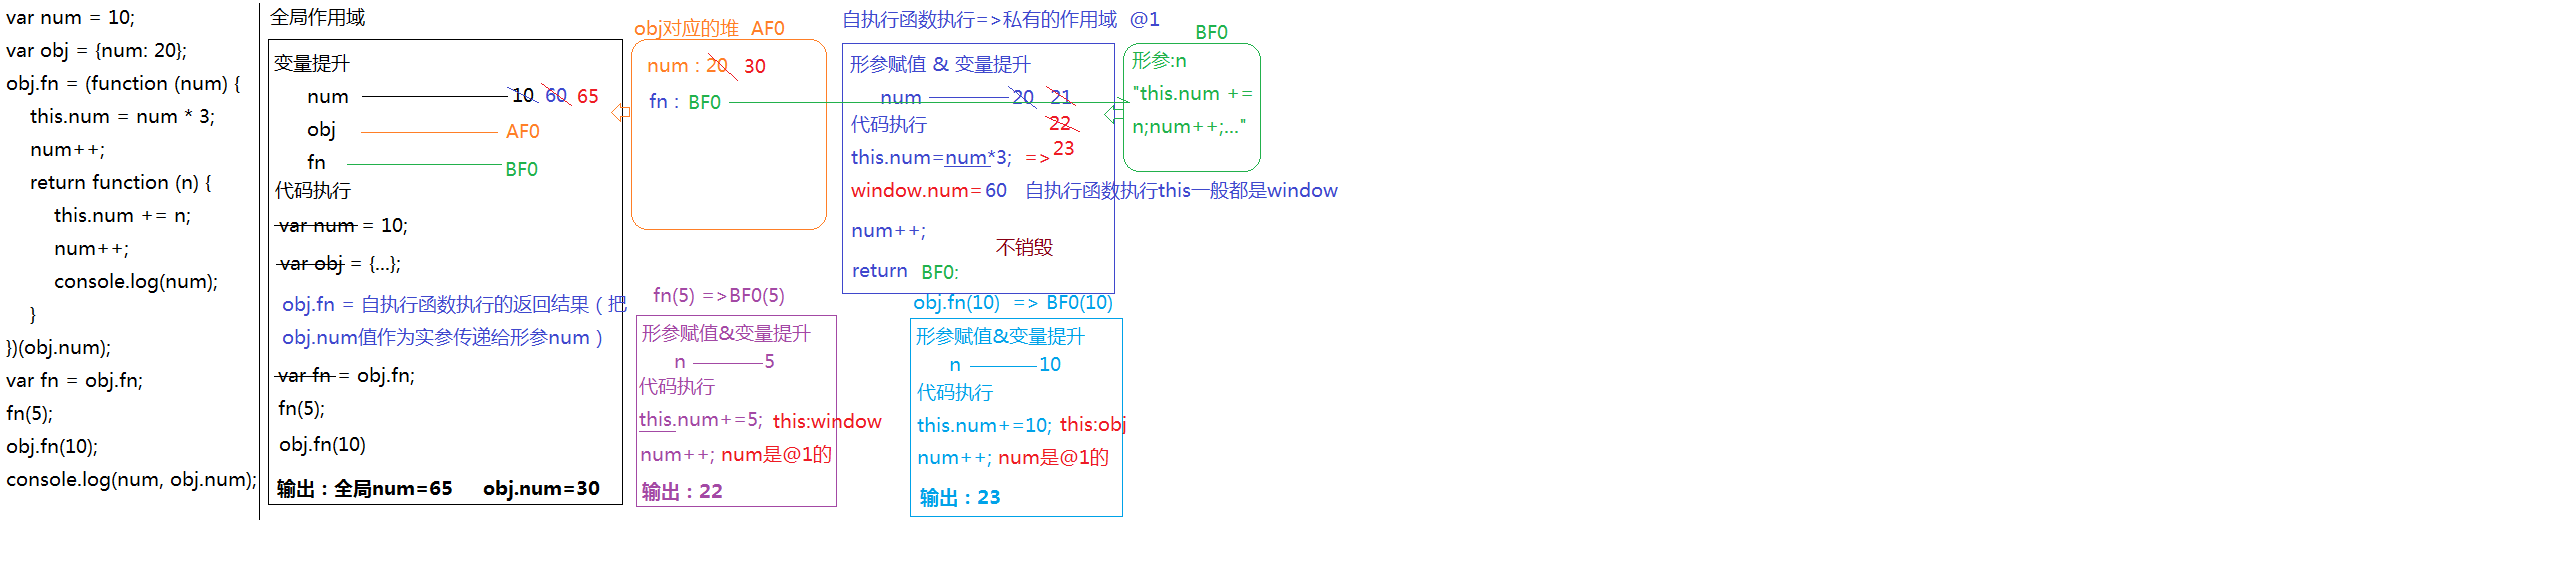 var num = 10;
var obj = {num: 20};
obj.fn = (function (num) {
this.num = num * 3;
num++;
return function (n) {
this.num += n;
num++;
console.log(num);
}
})(obj.num);
var fn = obj.fn;
fn(5);
obj.fn(10);
console.log(num, obj.num);
全局作用域
变量提升
num 10 60 65
obj AF0
fn BF0
代码执行
var num = 10;
var obj = {...};
obj.fn = 自执行函数执行的返回结果（把
obj.num值作为实参传递给形参num）
var fn = obj.fn;
fn(5);
obj.fn(10)
输出：全局num=65 obj.num=30
obj对应的堆 AF0
num : 20 30
fn : BF0
自执行函数执行=>私有的作用域 @1
形参赋值 & 变量提升
num 20 21
代码执行 22
this.num=num*3; => 23
window.num=60 自执行函数执行this一般都是window
num++;
不销毁
return BF0:
BF0
形参:n
"this.num +=
n;num++;..."
fn(5) =>BF0(5)
形参赋值&变量提升
n 5
代码执行
this.num+=5; this:window
num++; num是@1的
输出：22
obj.fn(10) => BF0(10)
形参赋值&变量提升
n 10
代码执行
this.num+=10; this:obj
num++; num是@1的
输出：23